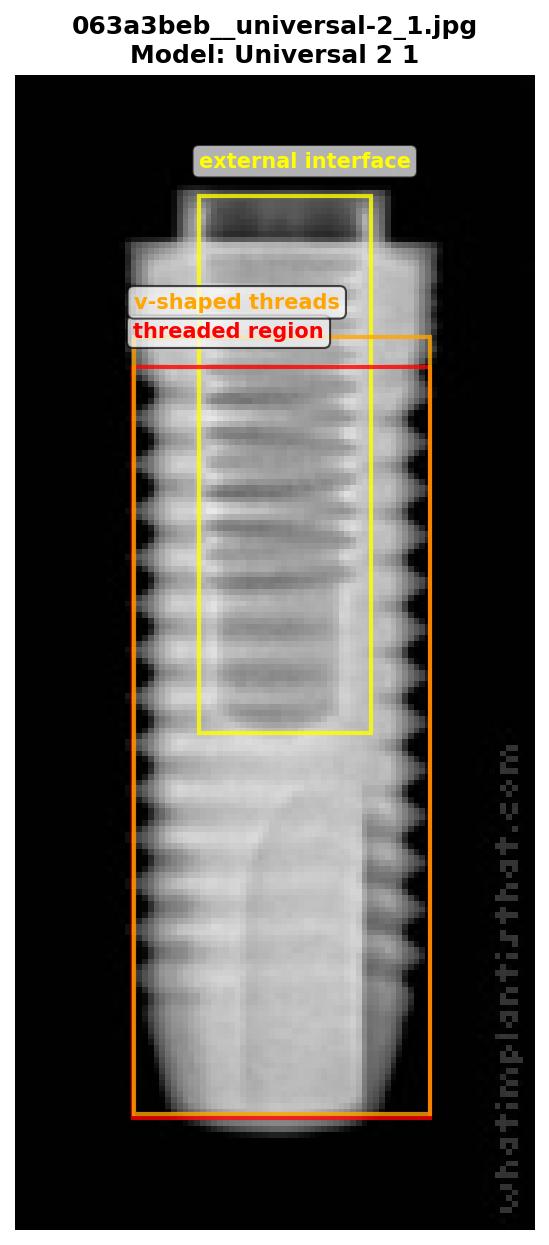 063a3beb__universal-2_1.jpg
Model: Universal 2 1
external interface
v-shaped threads
threaded region
whatimplantisthat.com